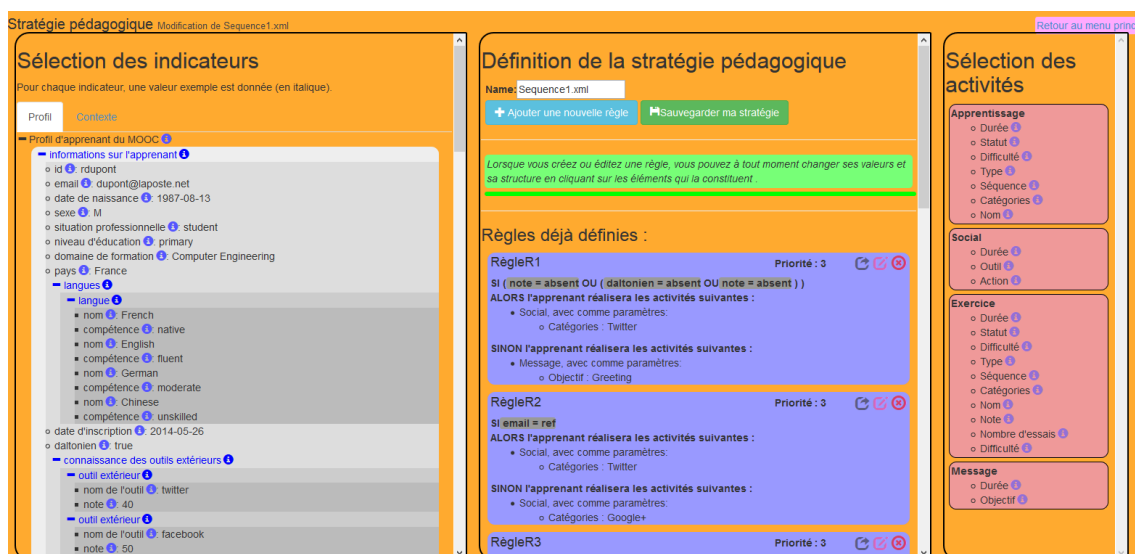 Stratégie pédagogique Modification de Sequence1.xml
Retour au menu princ
Sélection des indicateurs
Pour chaque indicateur, une valeur exemple est donnée (en italique).
Profil
Contexte
Profil d'apprenant du MOOC
informations sur l'apprenant
id : rdupont
email : dupont@laposte.net
date de naissance : 1987-08-13
sexe : M
situation professionnelle : student
niveau d'éducation : primary
domaine de formation : Computer Engineering
pays : France
langues
langue
nom : French
compétence : native
nom : English
compétence : fluent
nom : German
compétence : moderate
nom : Chinese
compétence : unskilled
date d'inscription : 2014-05-26
daltonien : true
connaissance des outils extérieurs
outil extérieur
nom de l'outil : twitter
note : 40
outil extérieur
nom de l'outil : facebook
note : 50
Définition de la stratégie pédagogique
Name: Sequence1.xml
Ajouter une nouvelle règle
Sauvegarder ma stratégie
Lorsque vous créez ou éditez une règle, vous pouvez à tout moment changer ses valeurs et
sa structure en cliquant sur les éléments qui la constituent .
Règles déjà définies :
RègleR1 Priorité : 3
SI ( note = absent OU ( daltonien = absent OU note = absent ) )
ALORS l'apprenant réalisera les activités suivantes :
Social, avec comme paramètres:
Catégories : Twitter
SINON l'apprenant réalisera les activités suivantes :
Message, avec comme paramètres:
Objectif : Greeting
RègleR2 Priorité : 3
SI email = ref
ALORS l'apprenant réalisera les activités suivantes :
Social, avec comme paramètres:
Catégories : Twitter
SINON l'apprenant réalisera les activités suivantes :
Social, avec comme paramètres:
Catégories : Google+
RègleR3 Priorité : 3
Sélection des
activités
Apprentissage
Durée
Statut
Difficulté
Type
Séquence
Catégories
Nom
Social
Durée
Outil
Action
Exercice
Durée
Statut
Difficulté
Type
Séquence
Catégories
Nom
Note
Nombre d'essais
Difficulté
Message
Durée
Objectif